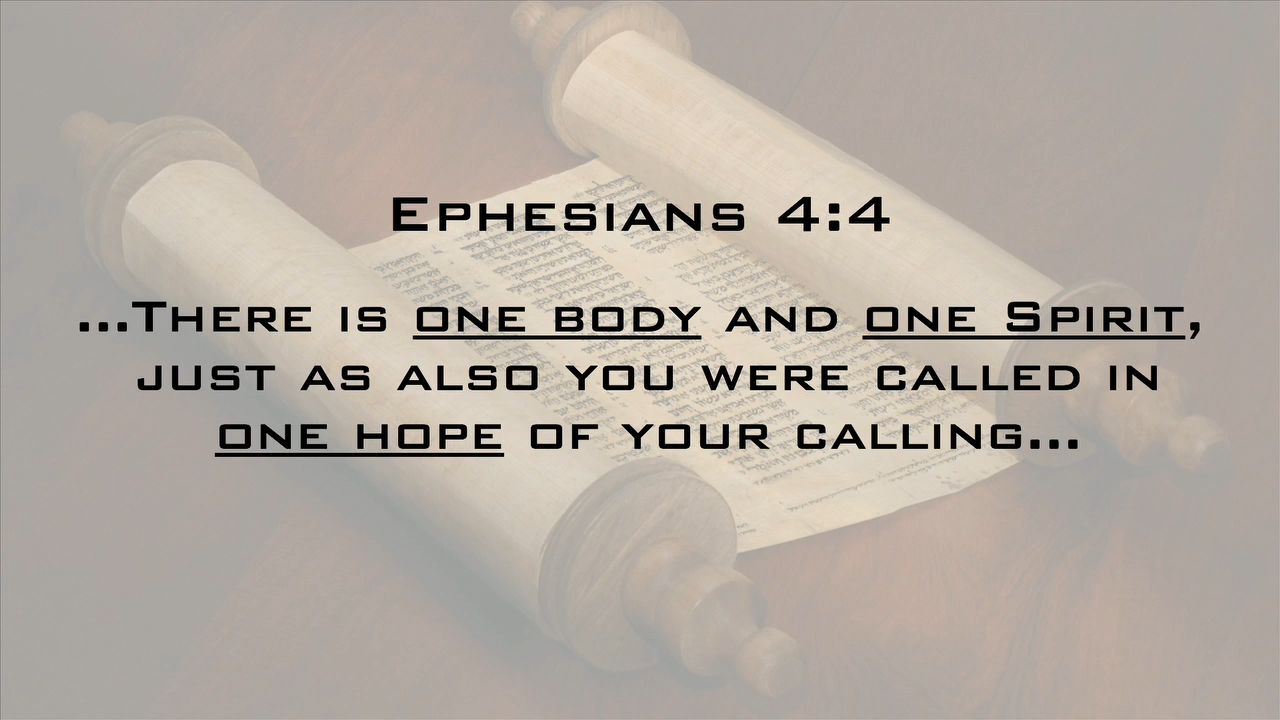 Ephesians 4:4
...There is one body and one Spirit,
just as also you were called in
one hope of your calling...